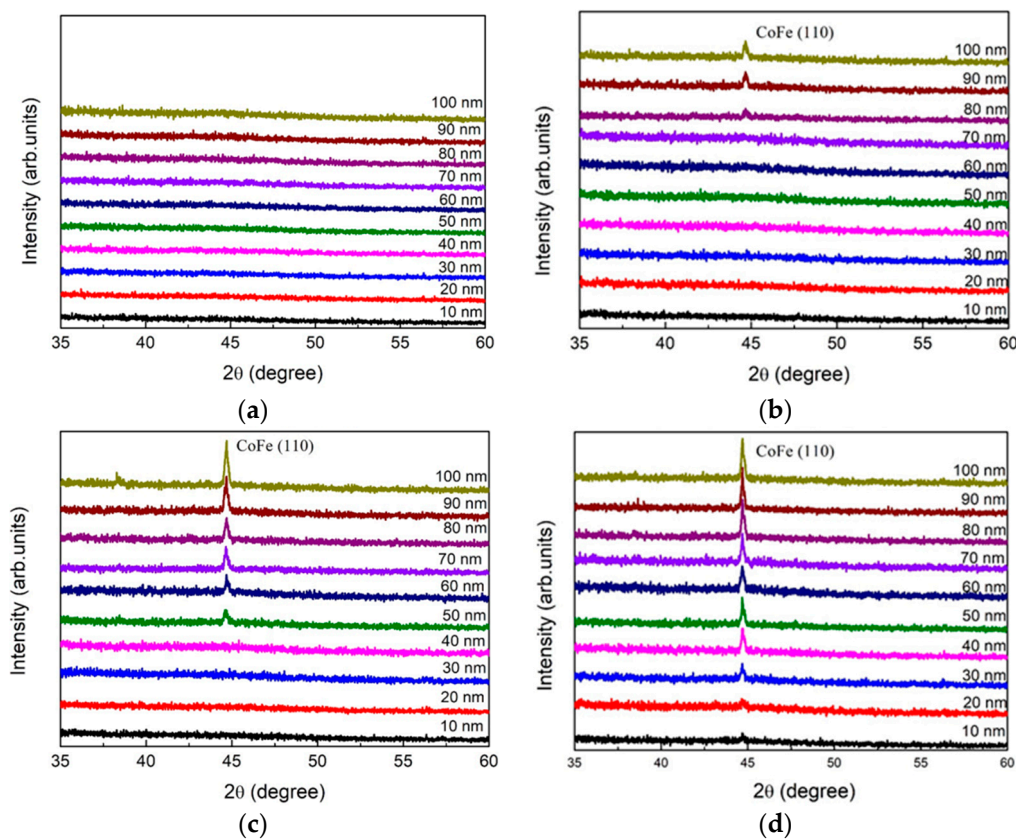 Intensity (arb.units)
100 nm
90 nm
80 nm
70 nm
60 nm
50 nm
40 nm
30 nm
20 nm
10 nm
35 40 45 50 55 60
2θ (degree)
(a)
Intensity (arb.units)
CoFe (110)
100 nm
90 nm
80 nm
70 nm
60 nm
50 nm
40 nm
30 nm
20 nm
10 nm
35 40 45 50 55 60
2θ (degree)
(b)
Intensity (arb.units)
CoFe (110)
100 nm
90 nm
80 nm
70 nm
60 nm
50 nm
40 nm
30 nm
20 nm
10 nm
35 40 45 50 55 60
2θ (degree)
(c)
Intensity (arb.units)
CoFe (110)
100 nm
90 nm
80 nm
70 nm
60 nm
50 nm
40 nm
30 nm
20 nm
10 nm
35 40 45 50 55 60
2θ (degree)
(d)